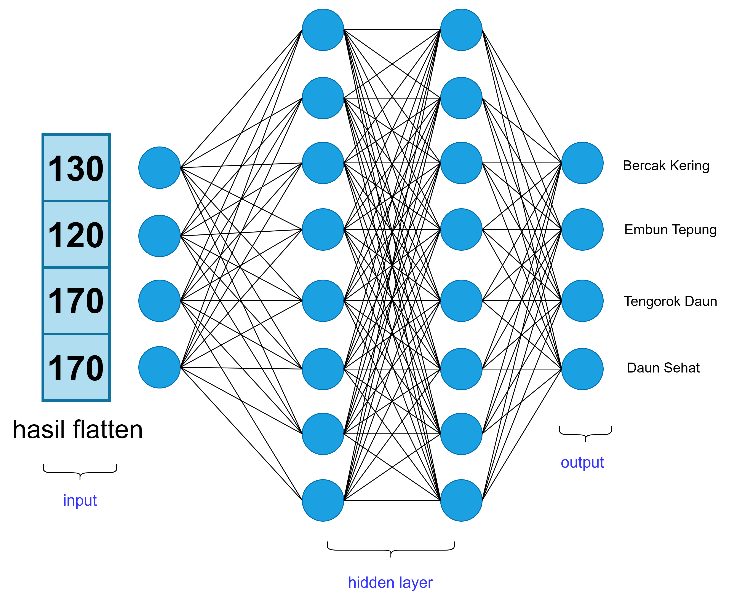 130
120
170
170
hasil flatten
input
hidden layer
Bercak Kering
Embun Tepung
Tengorok Daun
Daun Sehat
output